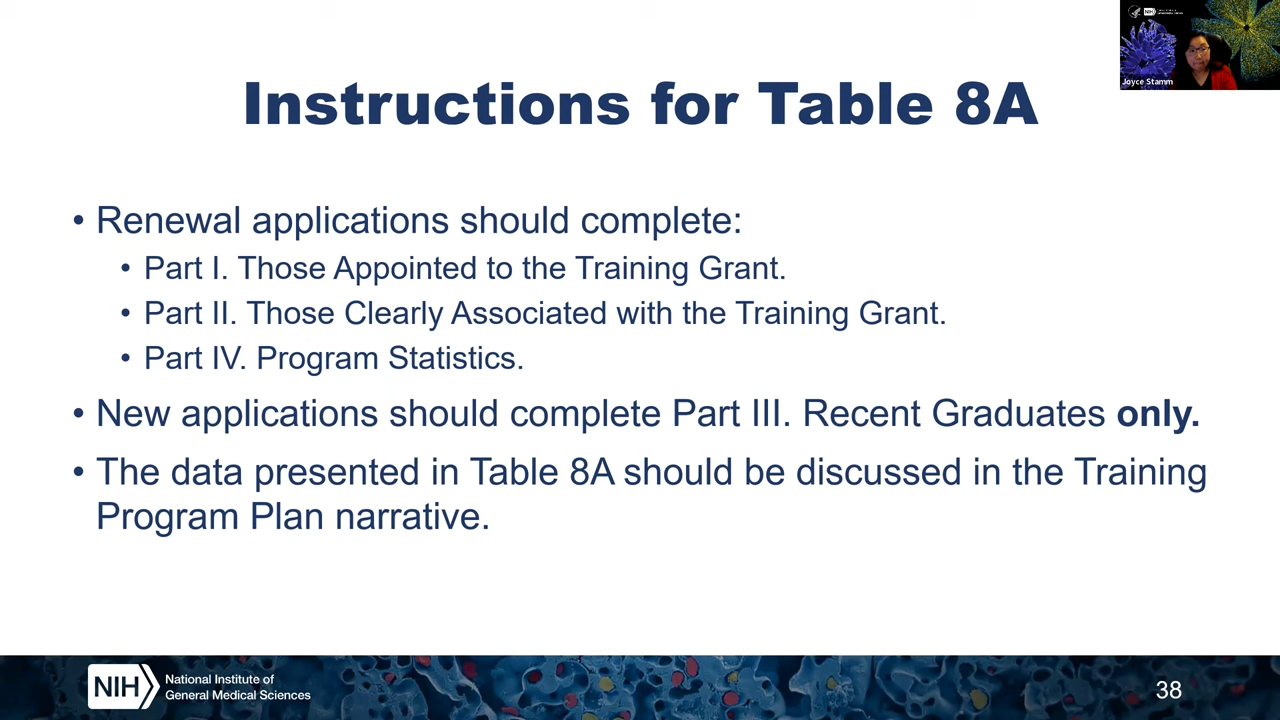 NIH
Joyce Stamm
Instructions for Table 8A
• Renewal applications should complete:
• Part I. Those Appointed to the Training Grant.
• Part II. Those Clearly Associated with the Training Grant.
• Part IV. Program Statistics.
• New applications should complete Part III. Recent Graduates only.
• The data presented in Table 8A should be discussed in the Training
Program Plan narrative.
NIH
National Institute of
General Medical Sciences
38